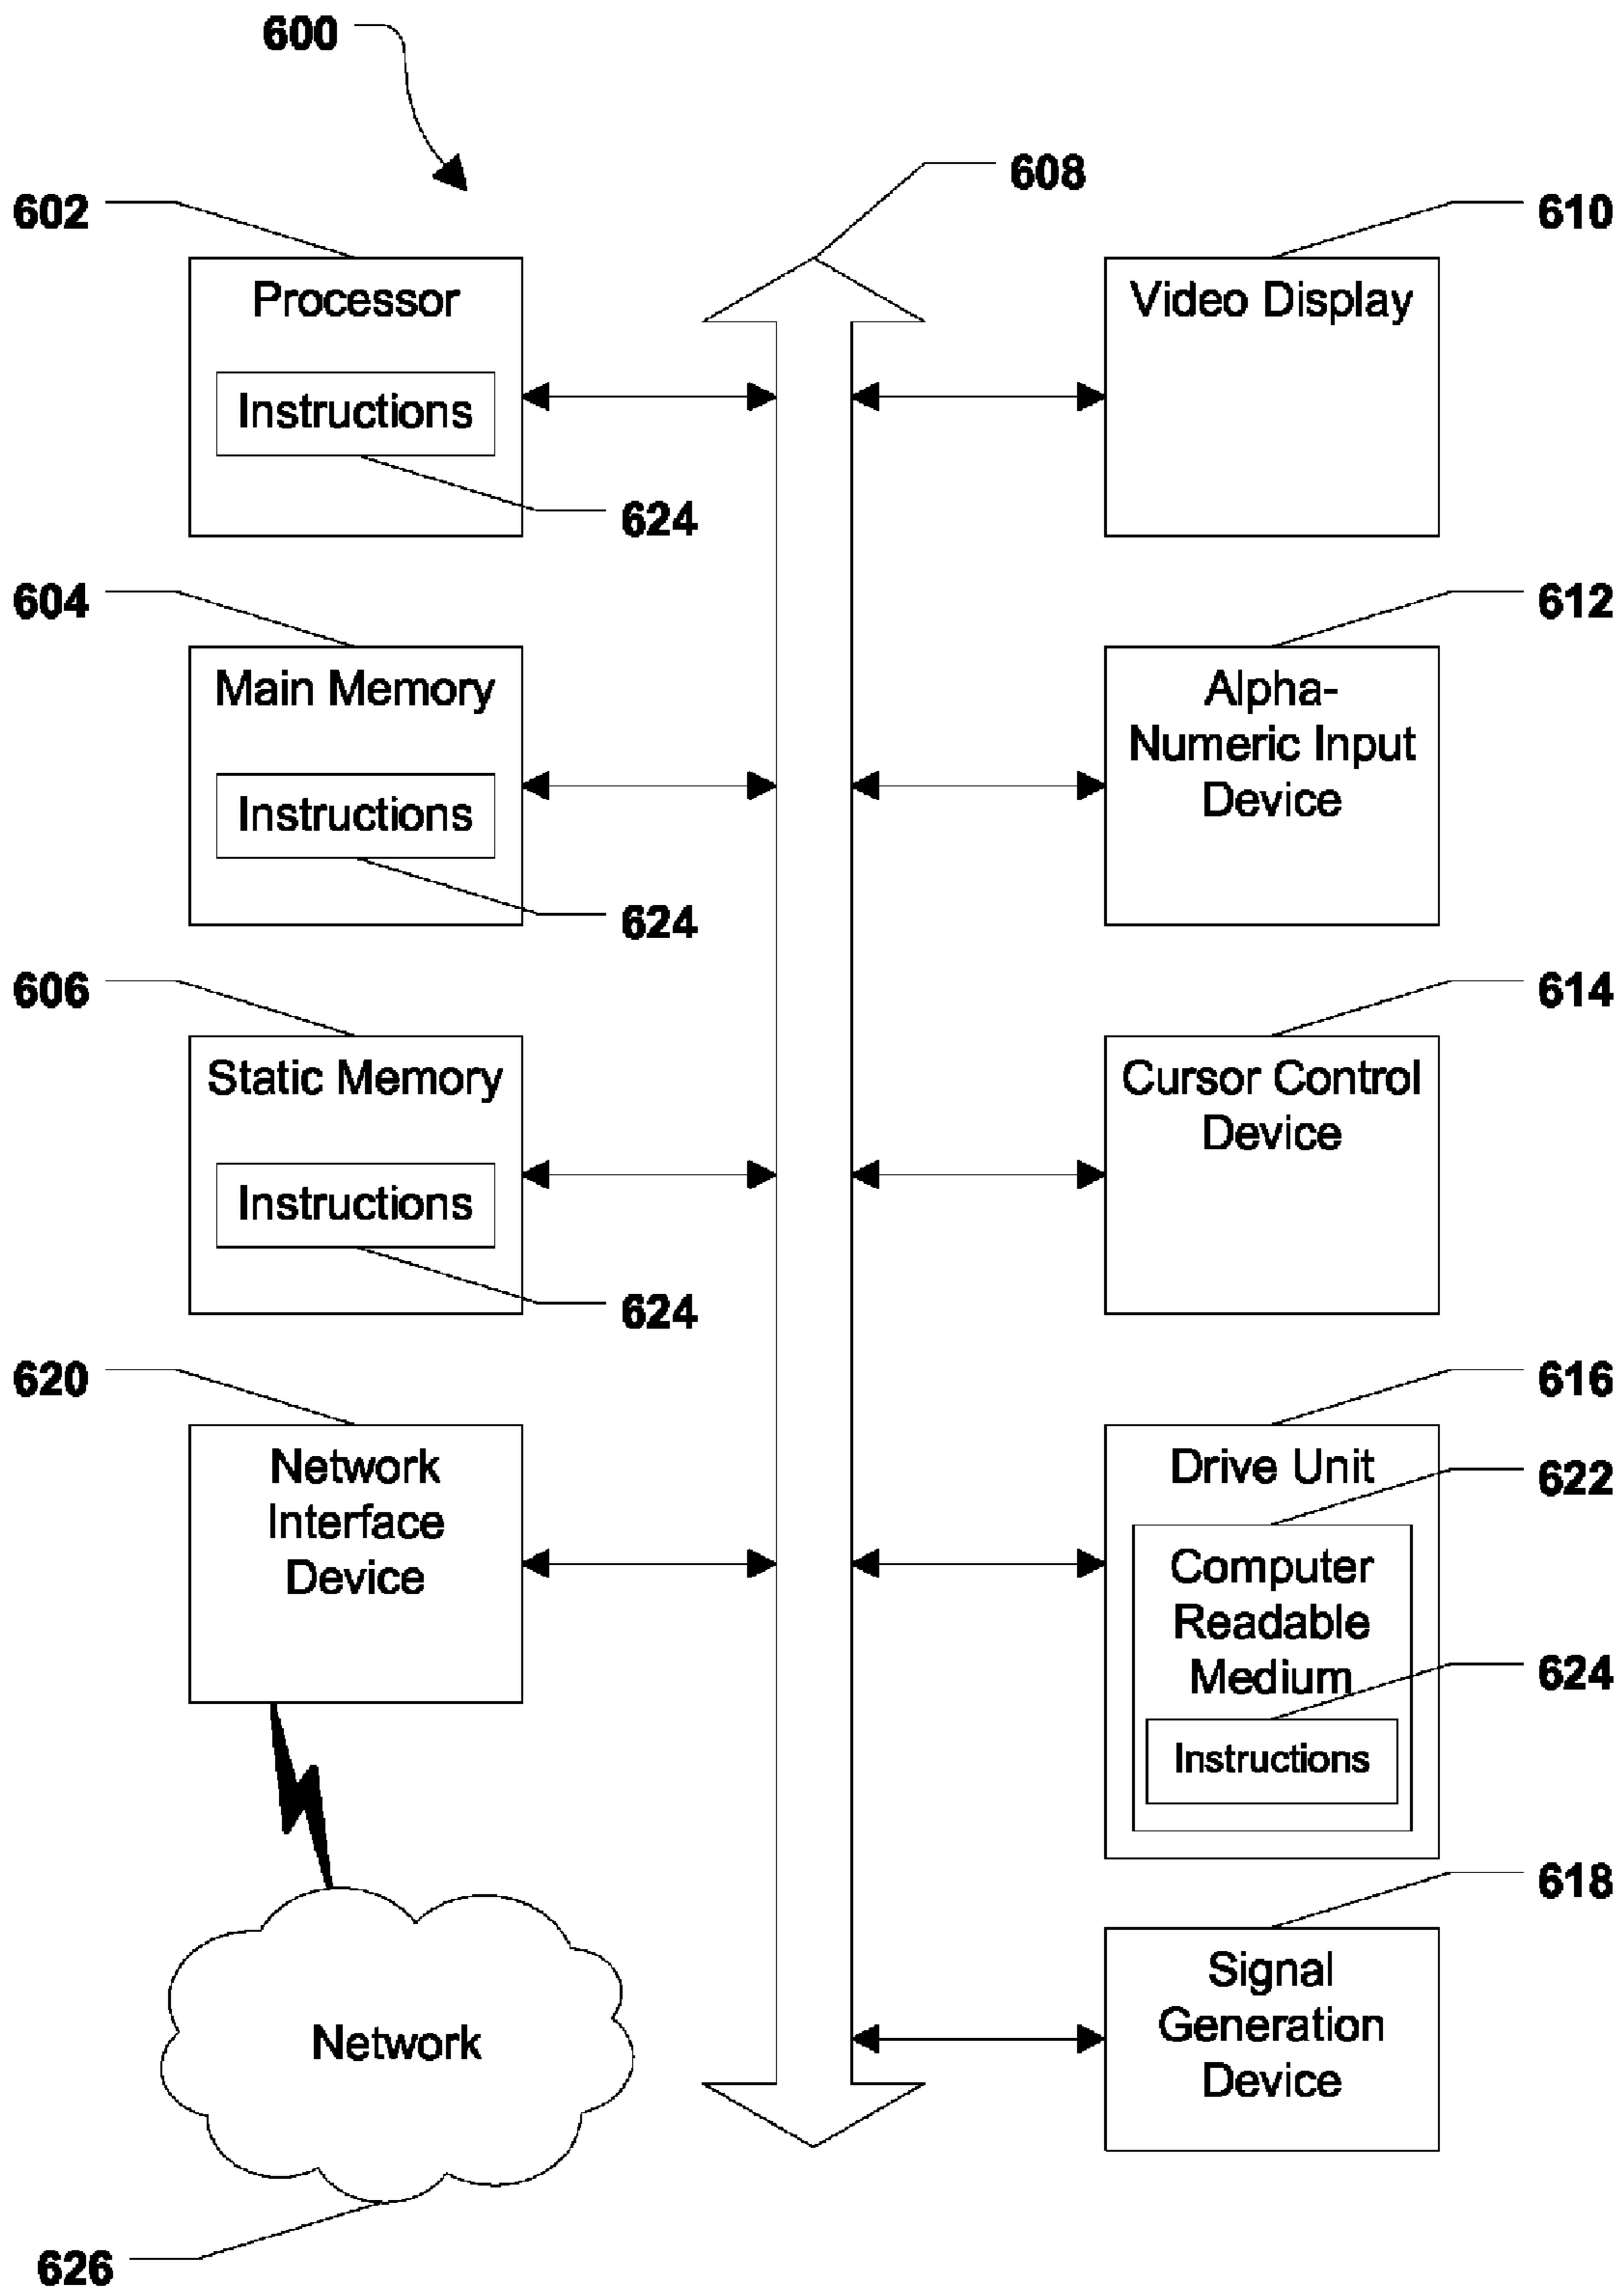 600
608
602
610
Processor
Video Display
Instructions
624
604
612
Main Memory
Alpha-
Numeric Input
Device
Instructions
624
606
614
Static Memory
Cursor Control
Device
Instructions
624
620
616
Network
Interface
Device
Drive Unit
622
Computer
Readable
Medium
624
Instructions
618
Signal
Generation
Device
Network
626